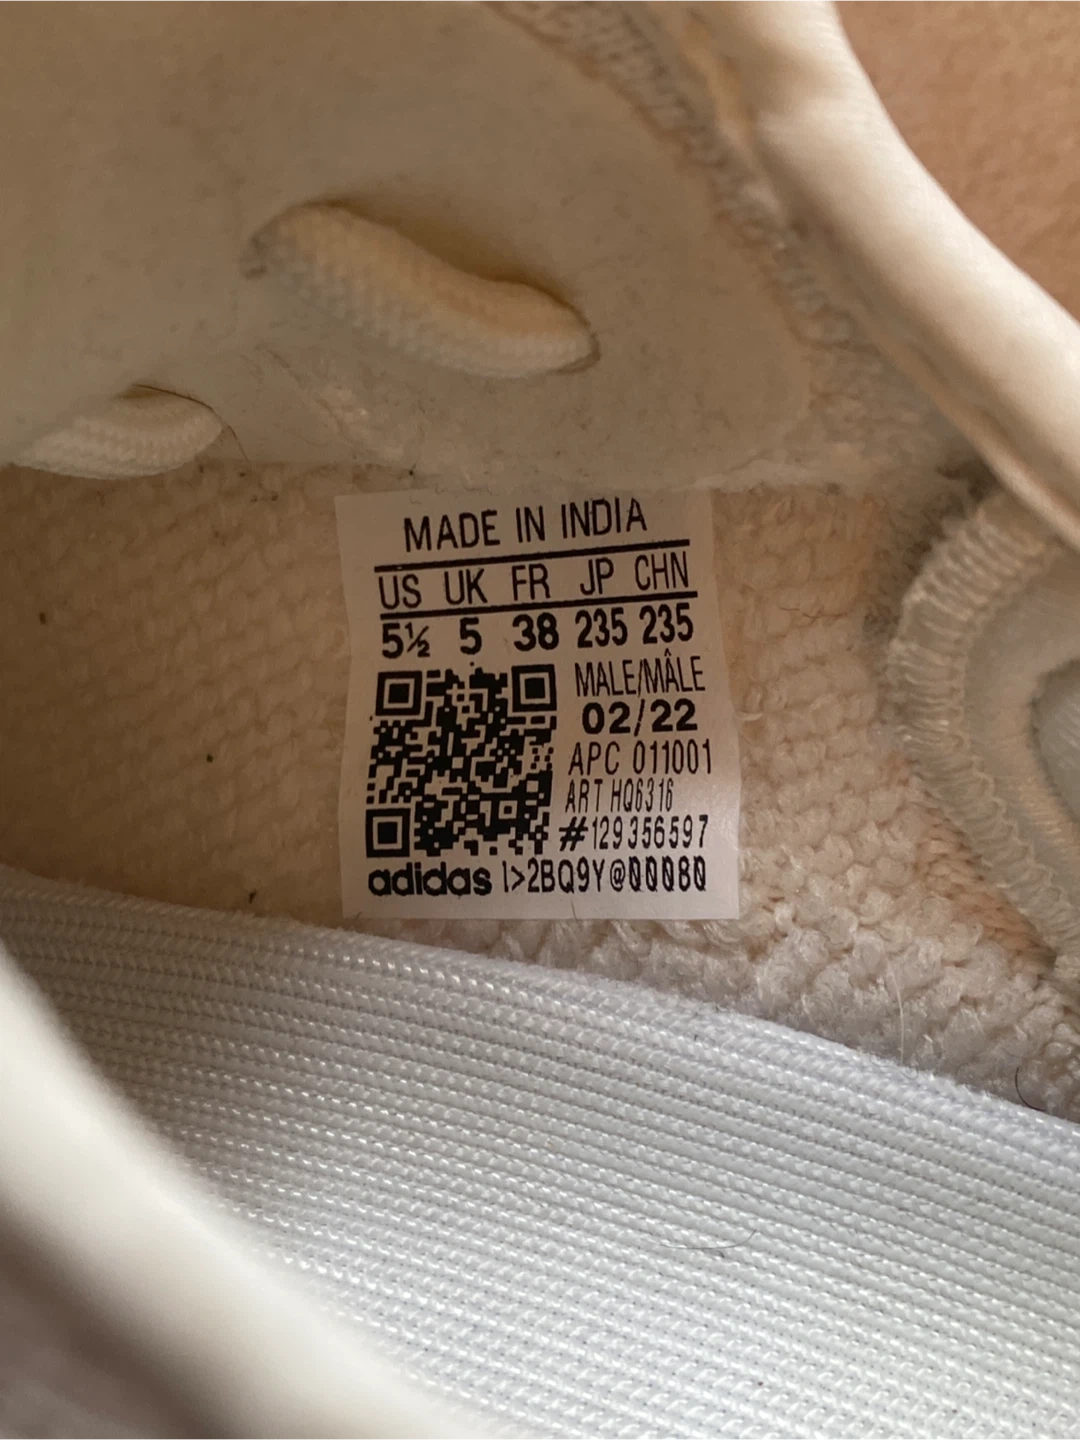 MADE IN INDIA
US UK FR JP CHN
5½ 5 38 235 235
MALE/MÂLE
02/22
APC 011001
ART HQ6316
#129356597
adidas 1>2BQ9Y@00080